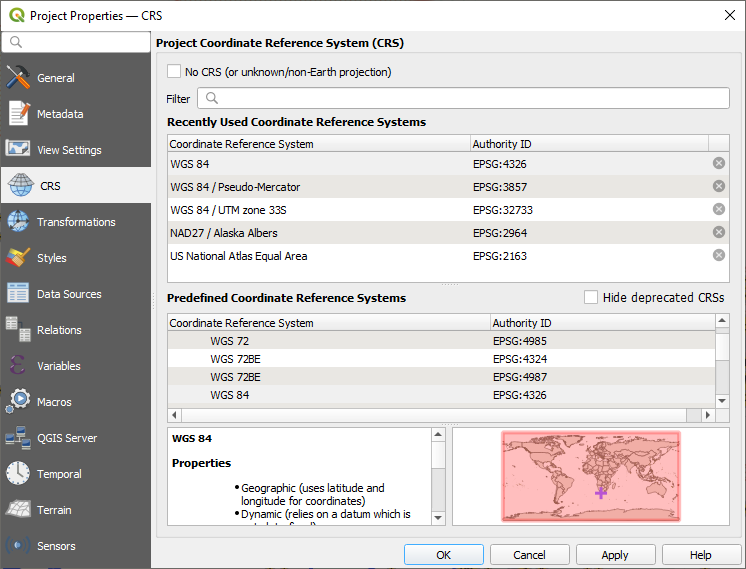 Project Properties — CRS
General
Metadata
View Settings
CRS
Transformations
Styles
Data Sources
Relations
Variables
Macros
QGIS Server
Temporal
Terrain
Sensors
Project Coordinate Reference System (CRS)
No CRS (or unknown/non-Earth projection)
Filter
Recently Used Coordinate Reference Systems
Coordinate Reference System Authority ID
WGS 84 EPSG:4326
WGS 84 / Pseudo-Mercator EPSG:3857
WGS 84 / UTM zone 33S EPSG:32733
NAD27 / Alaska Albers EPSG:2964
US National Atlas Equal Area EPSG:2163
Predefined Coordinate Reference Systems Hide deprecated CRSs
Coordinate Reference System Authority ID
WGS 72 EPSG:4985
WGS 72BE EPSG:4324
WGS 72BE EPSG:4987
WGS 84 EPSG:4326
WGS 84
Properties
• Geographic (uses latitude and
longitude for coordinates)
• Dynamic (relies on a datum which is
OK Cancel Apply Help